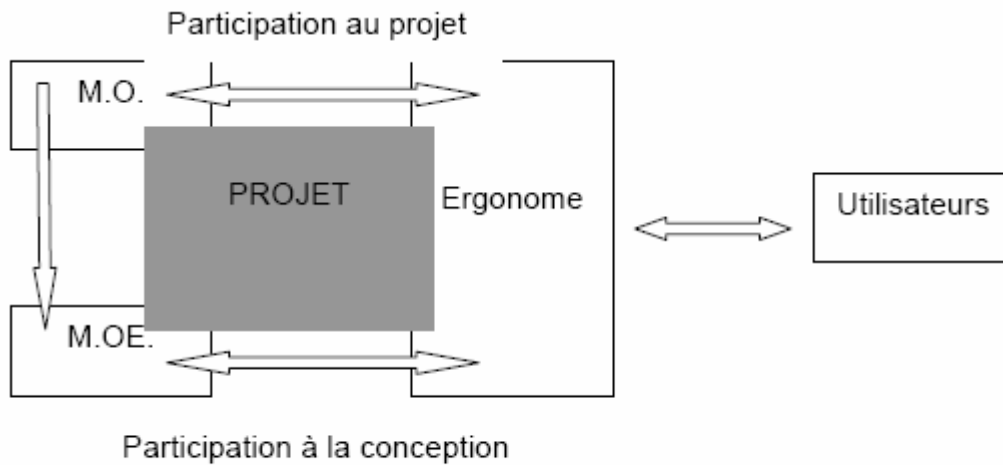 Participation au projet
M.O.
PROJET
Ergonome
Utilisateurs
M.OE.
Participation à la conception